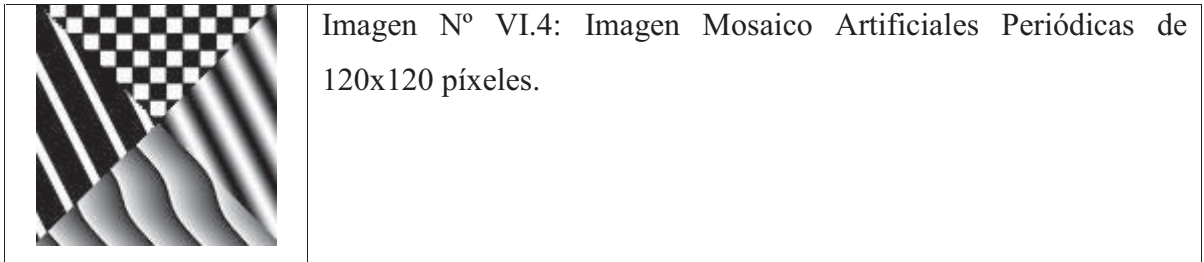 Imagen Nº VI.4: Imagen Mosaico Artificiales Periódicas de
120x120 píxeles.